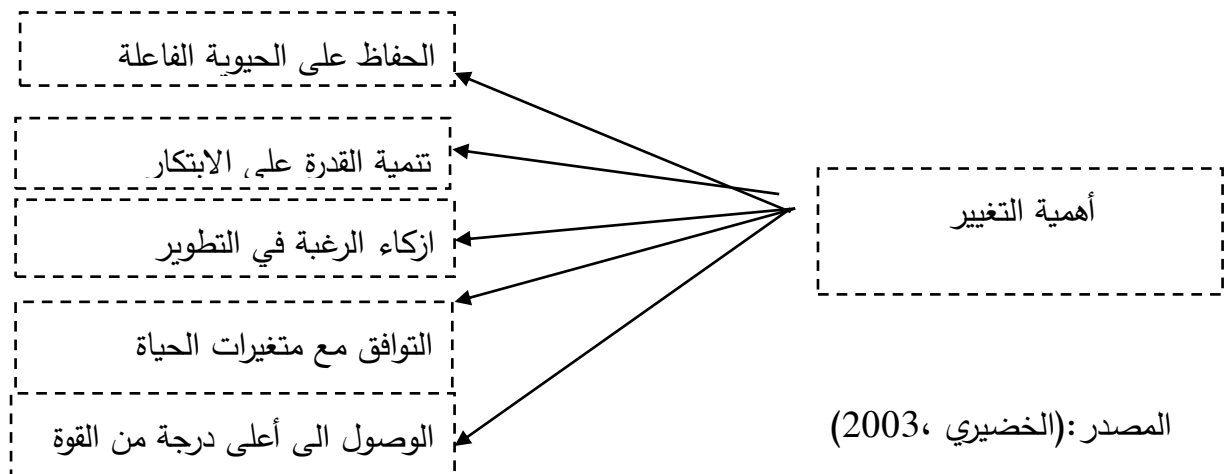 أهمية التغيير
الحفاظ على الحيوية الفاعلة
تنمية القدرة على الابتكار
ازكاء الرغبة في التطوير
التوافق مع متغيرات الحياة
الوصول الى أعلى درجة من القوة
المصدر :(الخضيري ،2003)